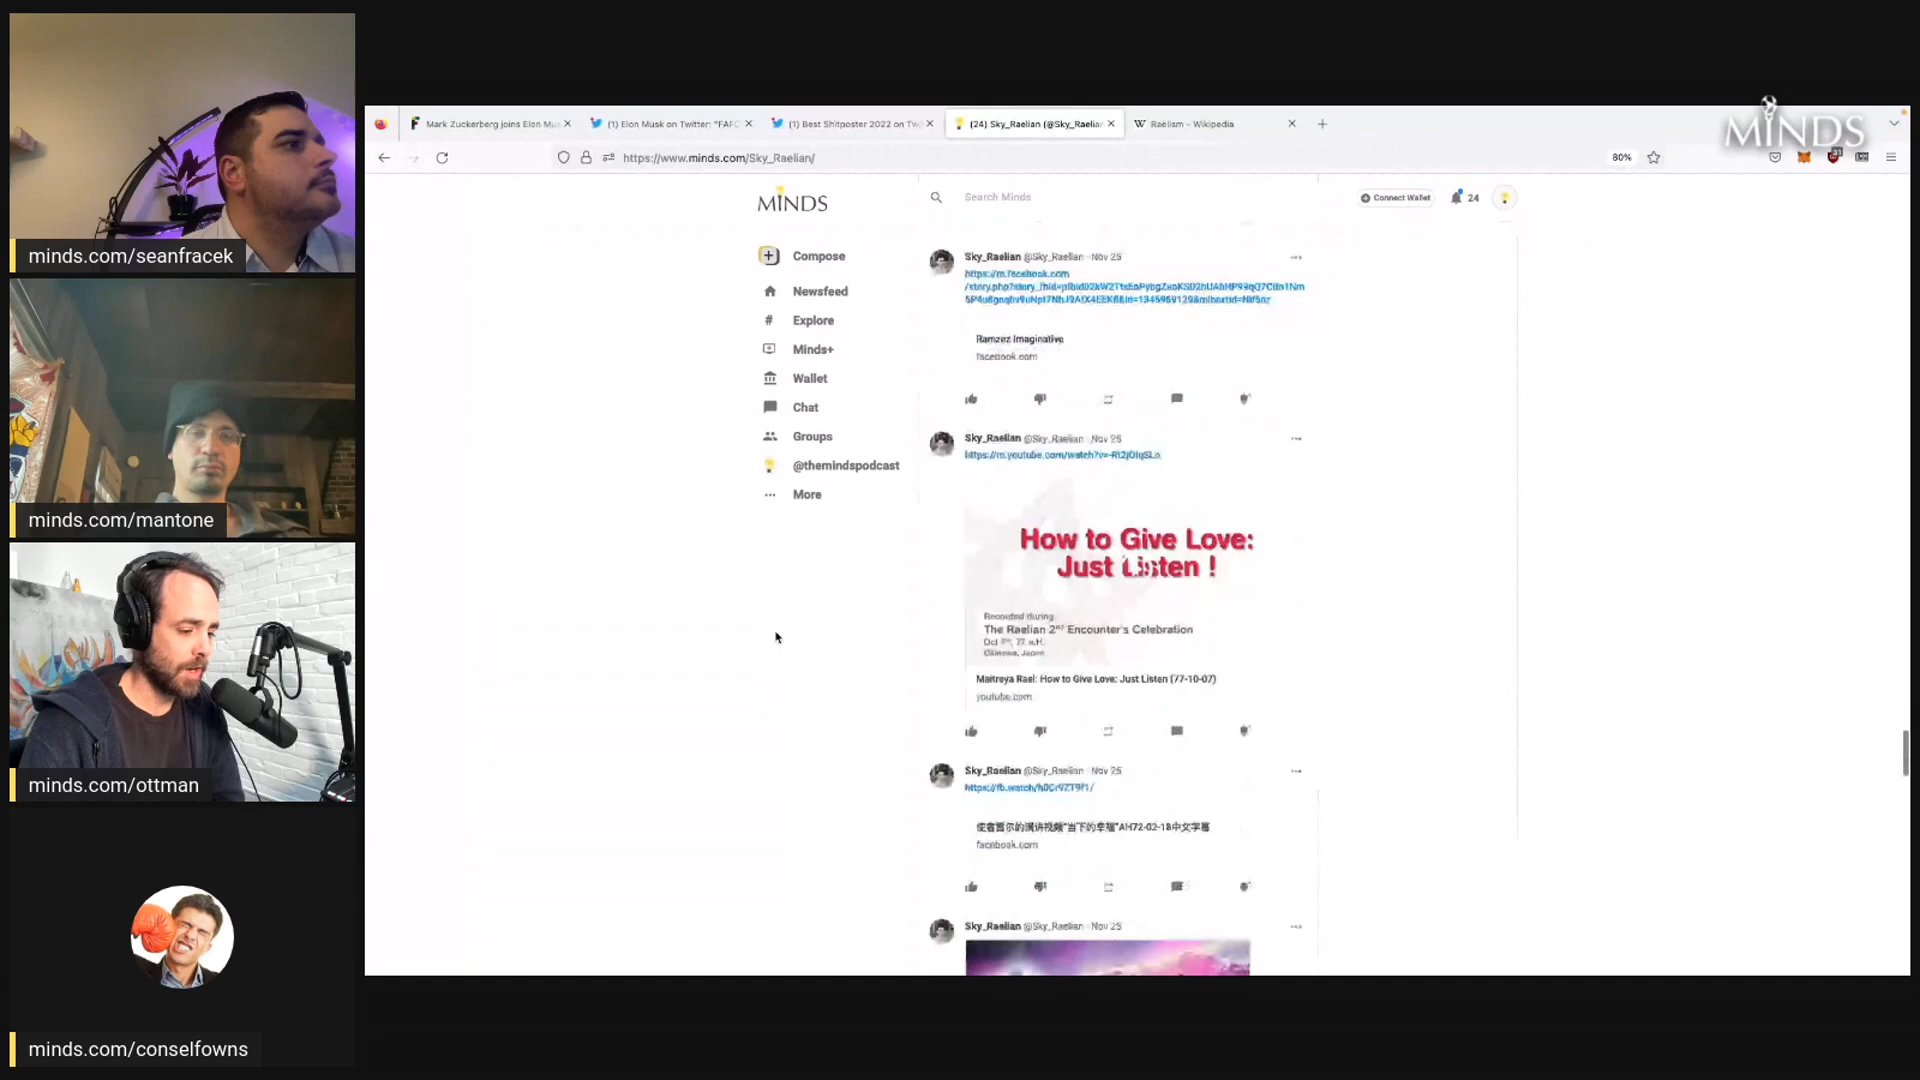 minds.com/seanfracek
minds.com/mantone
minds.com/ottman
minds.com/conselfowns
Mark Zuckerberg joins Elon Mus
(1) Elon Musk on Twitter: "FAFO
(1) Best Shitposter 2022 on Tw
(24) Sky_Raelian (@Sky_Raelian
Raëlism – Wikipedia
MINDS
https://www.minds.com/Sky_Raelian/
80%
MINDS
Search Minds
Connect Wallet
24
Compose
Newsfeed
Explore
Minds+
Wallet
Chat
Groups
@themindspodcast
More
Sky_Raelian @Sky_Raelian · Nov 25
https://m.facebook.com
Ramzez Imaginative
facebook.com
Sky_Raelian @Sky_Raelian · Nov 25
How to Give Love:
Just Listen !
Recorded during
The Raelian 2nd Encounter's Celebration
Okinawa, Japan
Maitreya Rael: How to Give Love: Just Listen (77-10-07)
youtube.com
Sky_Raelian @Sky_Raelian · Nov 25
facebook.com
Sky_Raelian @Sky_Raelian · Nov 25